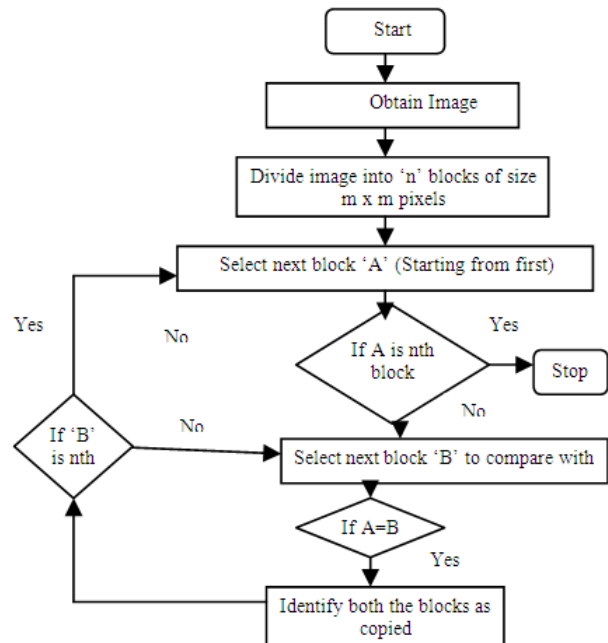 Start
Obtain Image
Divide image into ‘n’ blocks of size
m x m pixels
Select next block ‘A’ (Starting from first)
Yes
No
Yes
If A is nth
block
Stop
No
If ‘B’
is nth
No
Select next block ‘B’ to compare with
If A=B
Yes
Identify both the blocks as
copied